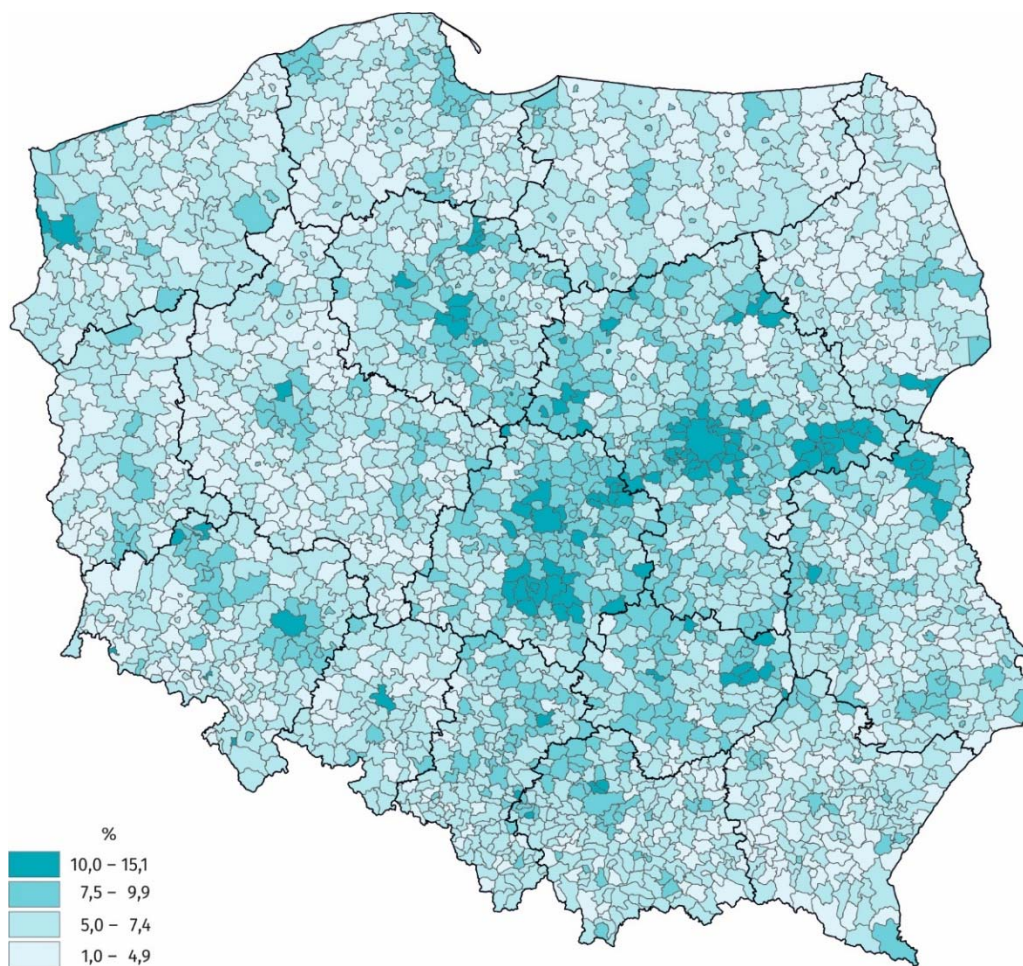 %
10,0 – 15,1
7,5 – 9,9
5,0 – 7,4
1,0 – 4,9